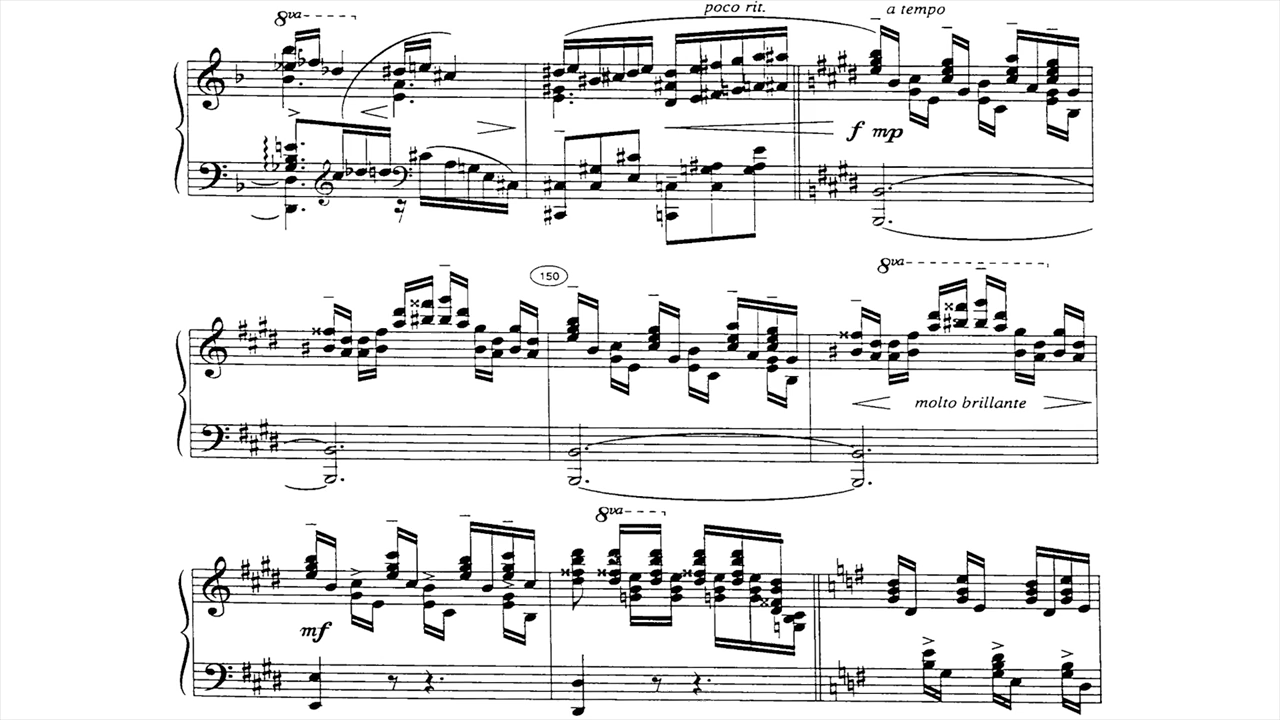 8va
poco rit.
a tempo
f mp
150
8va
molto brillante
8va
mf